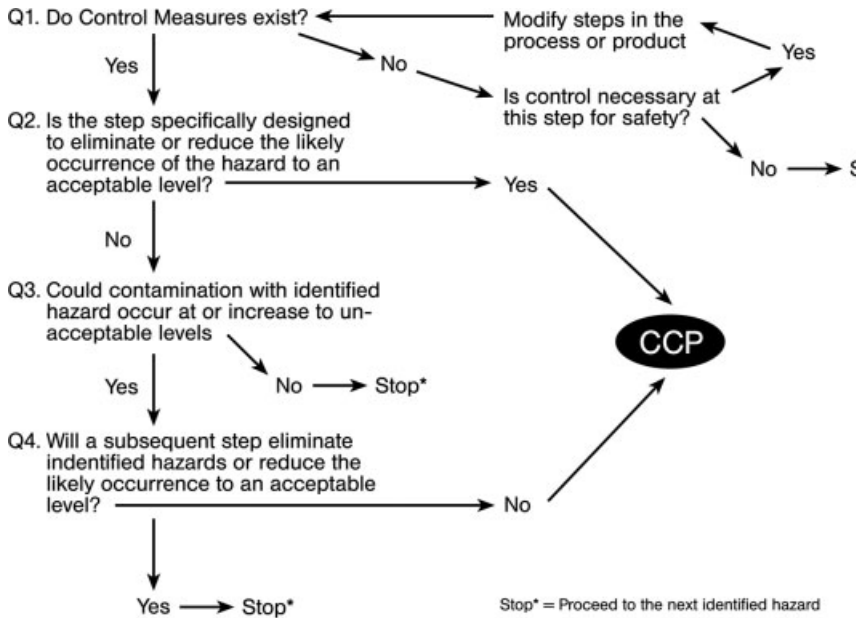 Q1. Do Control Measures exist?
Modify steps in the
process or product
Yes
Yes
No
Is control necessary at
this step for safety?
Q2. Is the step specifically designed
to eliminate or reduce the likely
occurrence of the hazard to an
acceptable level?
Yes
No
S
No
Q3. Could contamination with identified
hazard occur at or increase to un-
acceptable levels
CCP
Yes
No
Stop*
Q4. Will a subsequent step eliminate
indentified hazards or reduce the
likely occurrence to an acceptable
level?
No
Yes
Stop*
Stop* = Proceed to the next identified hazard